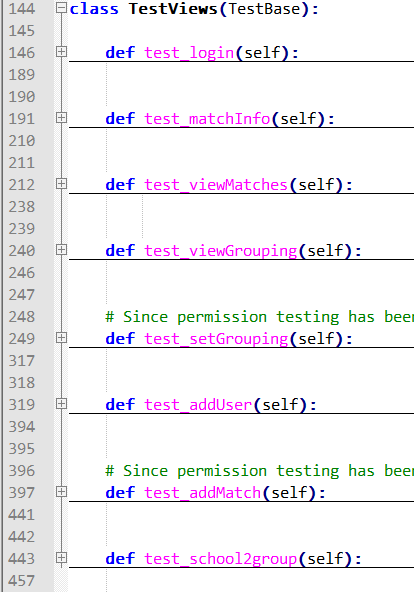 144 class TestViews(TestBase):
145
146 def test_login(self):
189
190
191 def test_matchInfo(self):
210
211
212 def test_viewMatches(self):
238
239
240 def test_viewGrouping(self):
246
247
248 # Since permission testing has been
249 def test_setGrouping(self):
317
318
319 def test_addUser(self):
394
395
396 # Since permission testing has been
397 def test_addMatch(self):
441
442
443 def test_school2group(self):
457